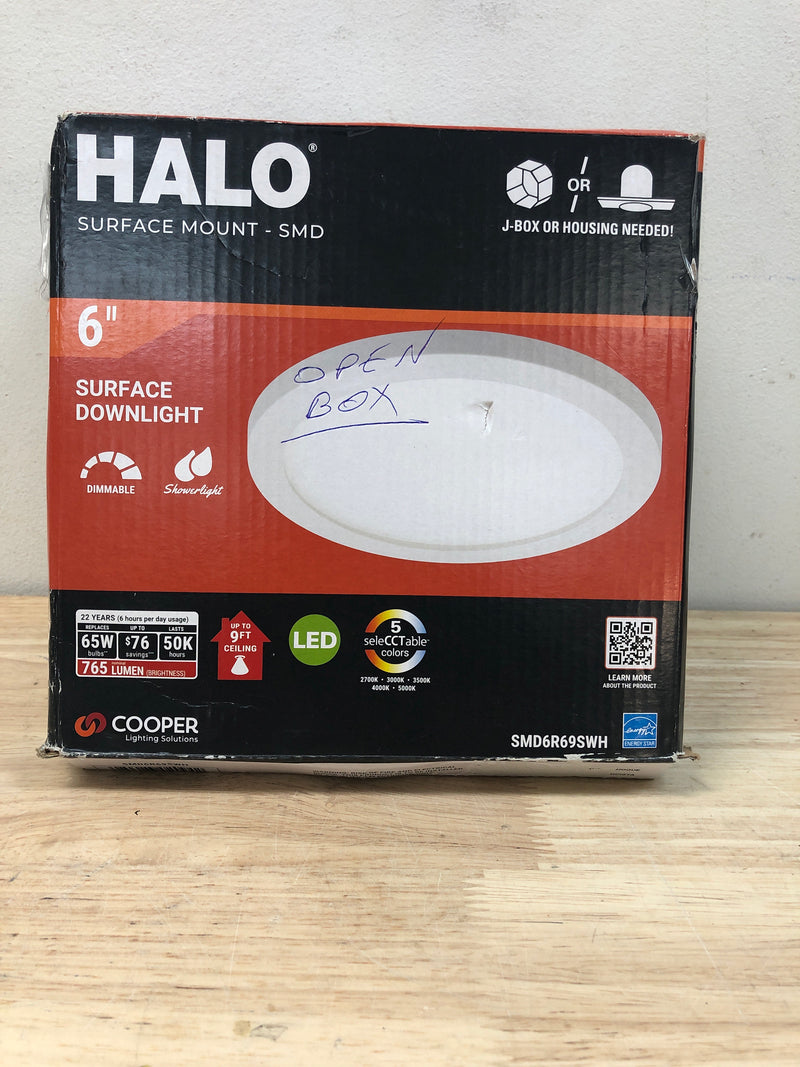 HALO®
SURFACE MOUNT - SMD
OR
J-BOX OR HOUSING NEEDED!
6"
SURFACE
DOWNLIGHT
DIMMABLE
Showerlight
OPEN
BOX
22 YEARS (6 hours per day usage)
REPLACES
65W
bulbs**
UP TO
$76
savings***
LASTS
50K
hours
765 nominal LUMEN (BRIGHTNESS)
UP TO
9FT
CEILING
LED
5
seleCCTable™
colors
2700K • 3000K • 3500K
4000K • 5000K
LEARN MORE
ABOUT THE PRODUCT
COOPER
Lighting Solutions
SMD6R69SWH
ENERGY STAR
SMD6R69SWH